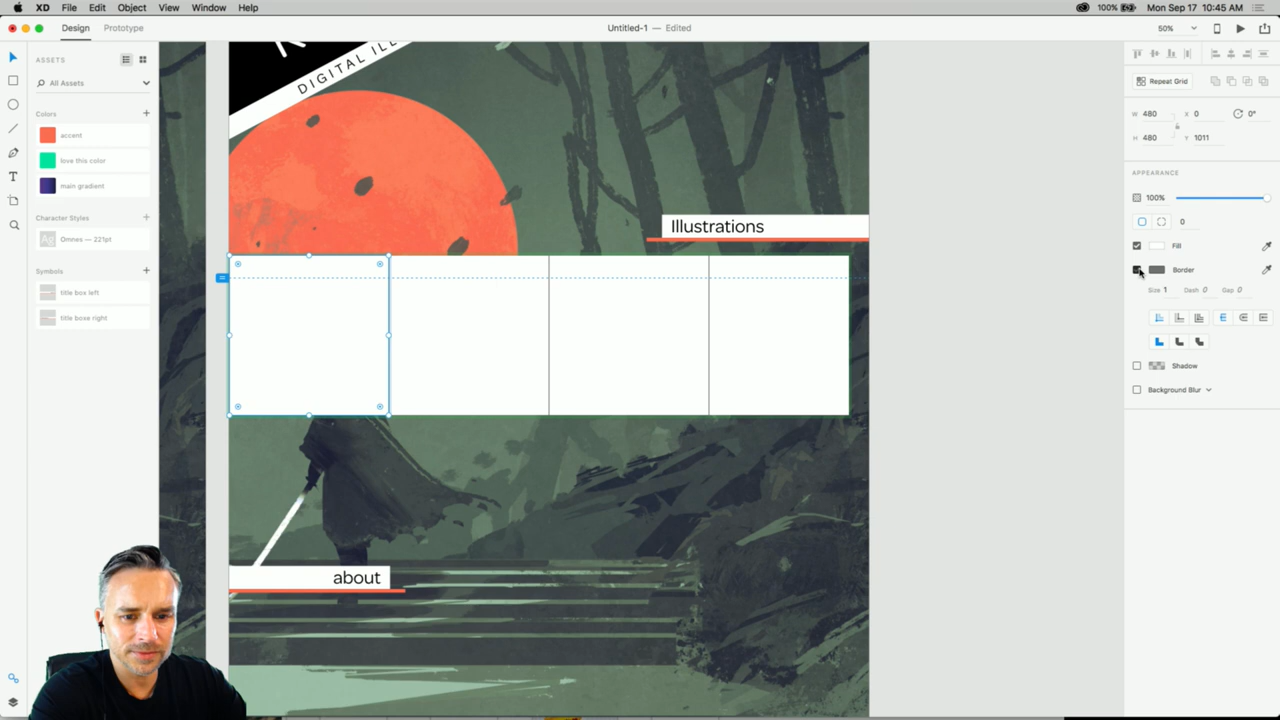 XD File Edit Object View Window Help
100% Mon Sep 17 10:45 AM
Design Prototype
Untitled-1 — Edited
50%
ASSETS
All Assets
Colors +
accent
love this color
main gradient
Character Styles +
Ag Omnes — 221pt
Symbols +
title box left
title boxe right
DIGITAL ILL
Illustrations
about
Repeat Grid
W 480 X 0 0°
H 480 Y 1011
APPEARANCE
100%
0
Fill
Border
Size 1 Dash 0 Gap 0
Shadow
Background Blur